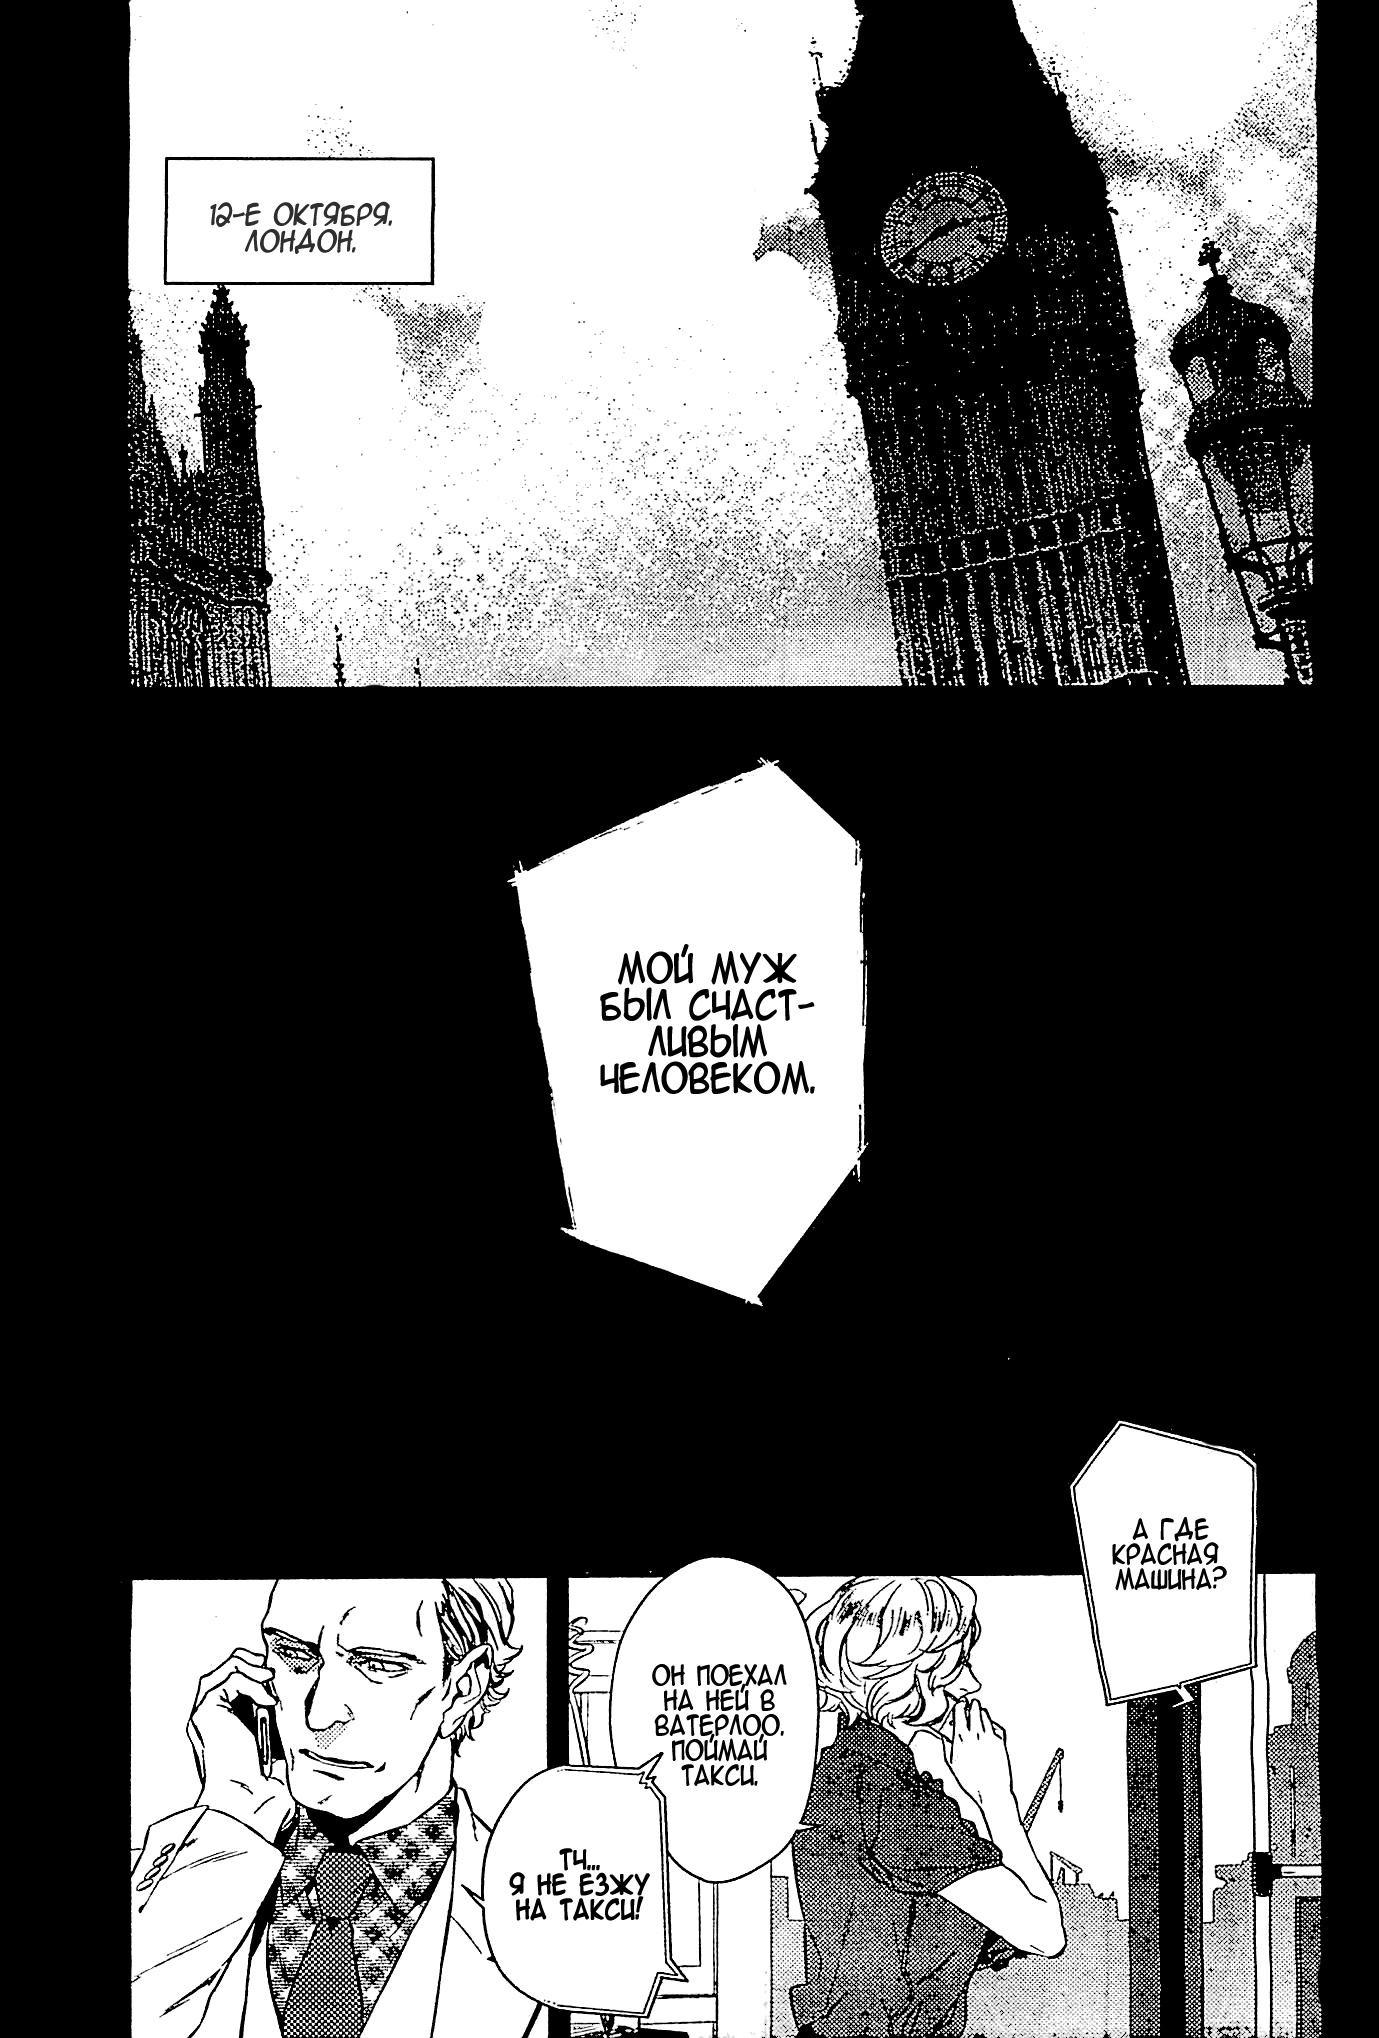 12-Е ОКТЯБРЯ.
ЛОНДОН.
МОЙ МУЖ
БЫЛ СЧАСТ-
ЛИВЫМ
ЧЕЛОВЕКОМ.
А ГДЕ
КРАСНАЯ
МАШИНА?
ОН ПОЕХАЛ
НА НЕЙ В
ВАТЕРЛОО.
ПОЙМАЙ
ТАКСИ.
ТЧ...
Я НЕ ЕЗЖУ
НА ТАКСИ!